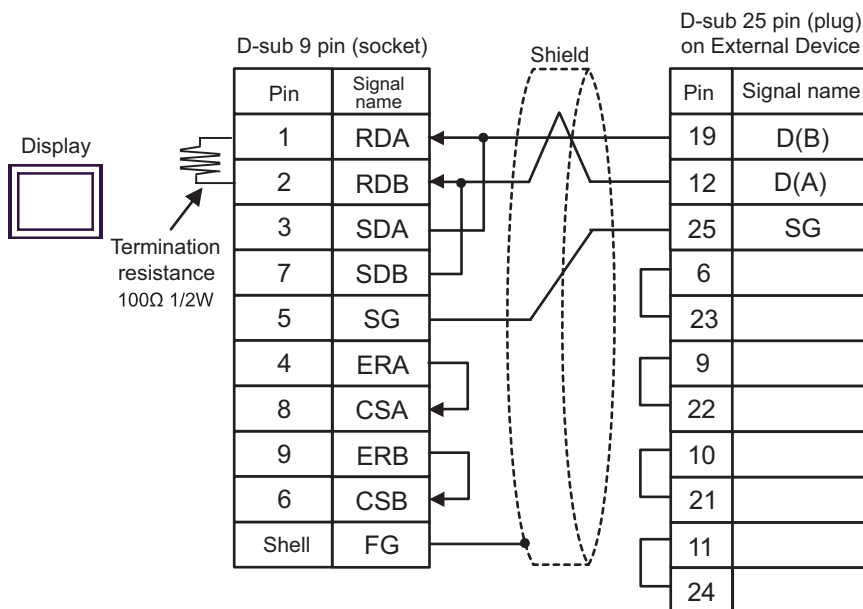 D-sub 25 pin (plug)
on External Device
D-sub 9 pin (socket)
Shield
Pin Signal name
Pin Signal name
Display
1 RDA 19 D(B)
2 RDB 12 D(A)
3 SDA 25 SG
Termination
resistance
100Ω 1/2W
7 SDB 6
5 SG 23
4 ERA 9
8 CSA 22
9 ERB 10
6 CSB 21
Shell FG 11
24